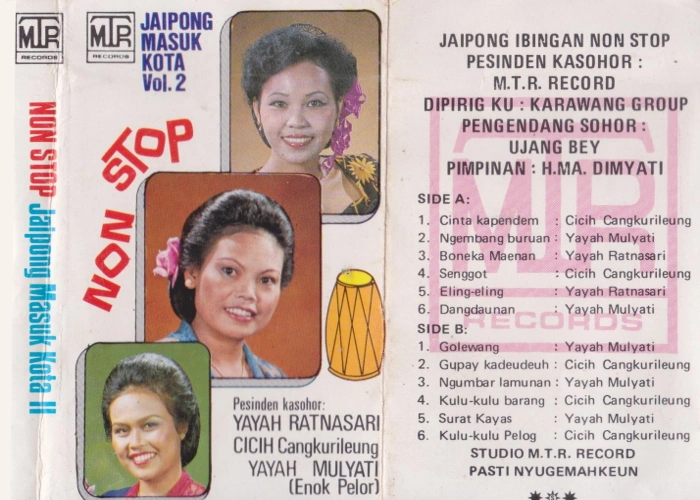 MTR
RECORDS
NON STOP Jaipong Masuk Kota II
MTR
RECORDS
JAIPONG
MASUK
KOTA
Vol. 2
NON STOP
Pesinden kasohor:
YAYAH RATNASARI
CICIH Cangkurileung
YAYAH MULYATI
(Enok Pelor)
JAIPONG IBINGAN NON STOP
PESINDEN KASOHOR :
M.T.R. RECORD
DIPIRIG KU : KARAWANG GROUP
PENGENDANG SOHOR :
UJANG BEY
PIMPINAN : H.MA. DIMYATI
MTR
RECORDS
SIDE A:
1. Cinta kapendem : Cicih Cangkurileung
2. Ngembang buruan : Yayah Mulyati
3. Boneka Maenan : Yayah Ratnasari
4. Senggot : Cicih Cangkurileung
5. Eling-eling : Yayah Ratnasari
6. Dangdaunan : Yayah Mulyati
SIDE B:
1. Golewang : Yayah Mulyati
2. Gupay kadeudeuh : Cicih Cangkurileung
3. Ngumbar lamunan : Yayah Mulyati
4. Kulu-kulu barang : Cicih Cangkurileung
5. Surat Kayas : Yayah Mulyati
6. Kulu-kulu Pelog : Cicih Cangkurileung
STUDIO M.T.R. RECORD
PASTI NYUGEMAHKEUN